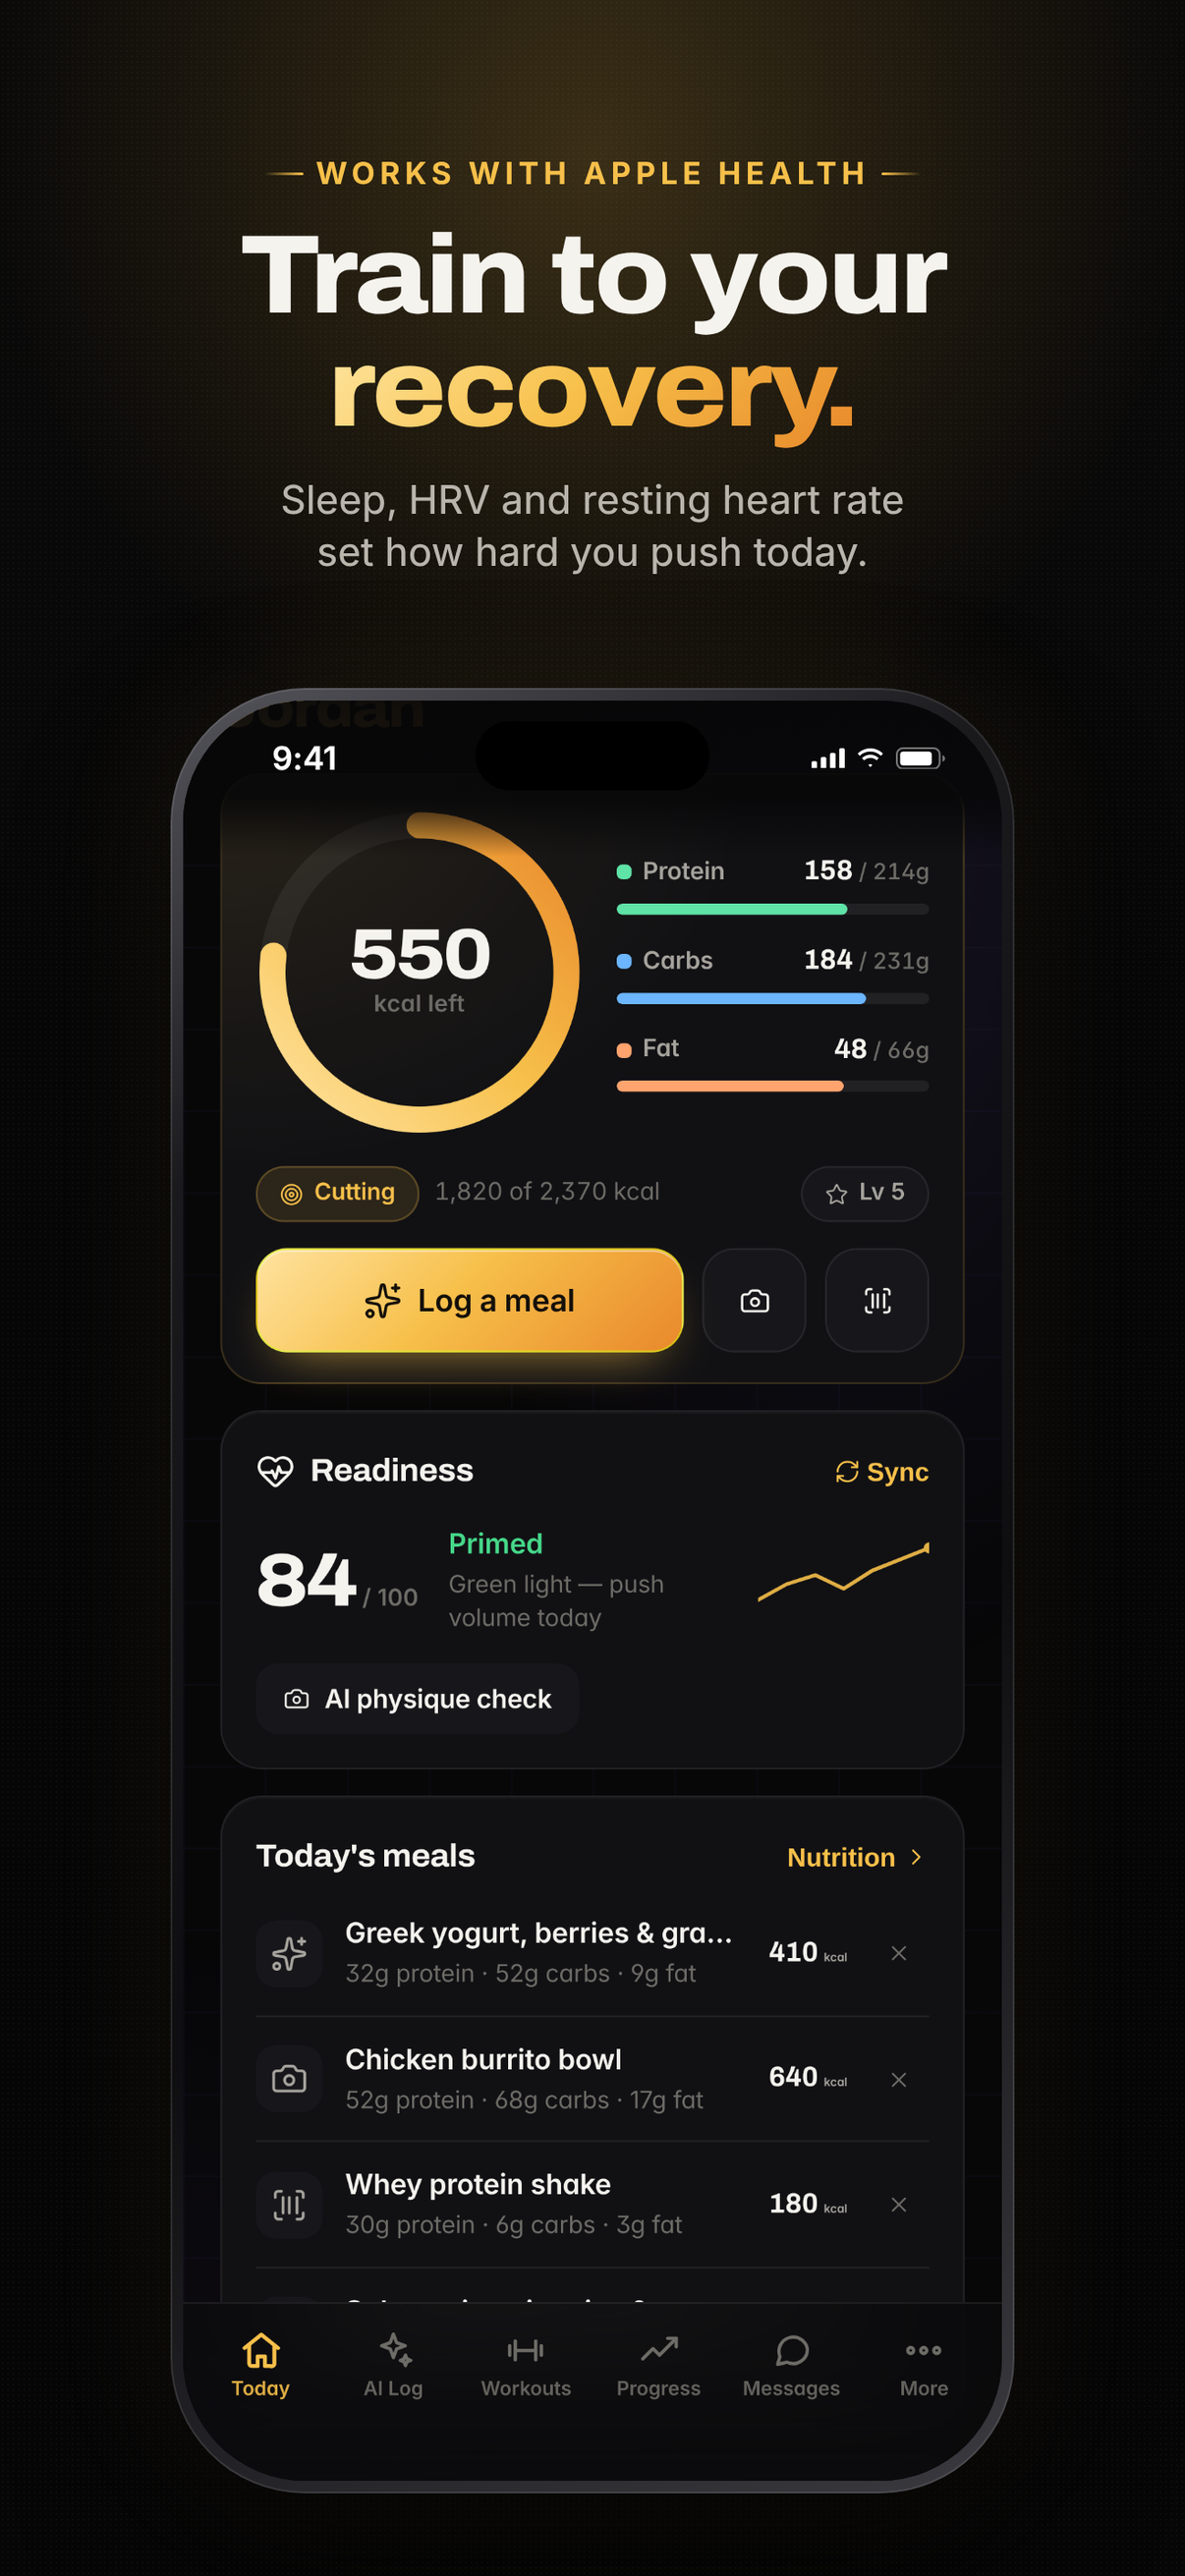 WORKS WITH APPLE HEALTH
Train to your
recovery.
Sleep, HRV and resting heart rate
set how hard you push today.
Jordan
9:41
550
kcal left
Protein 158 / 214g
Carbs 184 / 231g
Fat 48 / 66g
Cutting 1,820 of 2,370 kcal Lv 5
Log a meal
Readiness Sync
84 / 100
Primed
Green light — push
volume today
AI physique check
Today's meals Nutrition
Greek yogurt, berries & gra... 410 kcal
32g protein · 52g carbs · 9g fat
Chicken burrito bowl 640 kcal
52g protein · 68g carbs · 17g fat
Whey protein shake 180 kcal
30g protein · 6g carbs · 3g fat
Today AI Log Workouts Progress Messages More